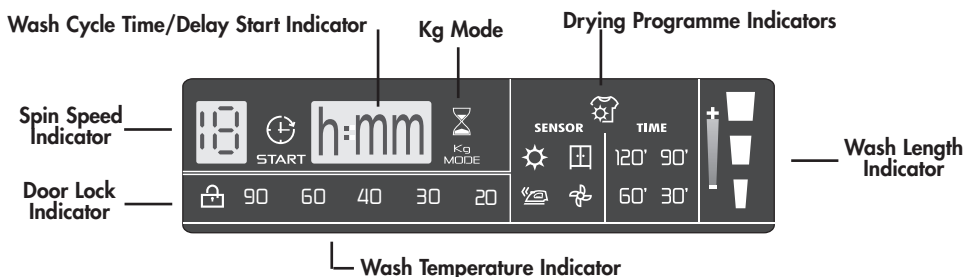 Wash Cycle Time/Delay Start Indicator
Kg Mode
Drying Programme Indicators
Spin Speed
Indicator
18
START
h:mm
Kg
MODE
SENSOR
TIME
120' 90'
60' 30'
+
-
Wash Length
Indicator
Door Lock
Indicator
90 60 40 30 20
Wash Temperature Indicator